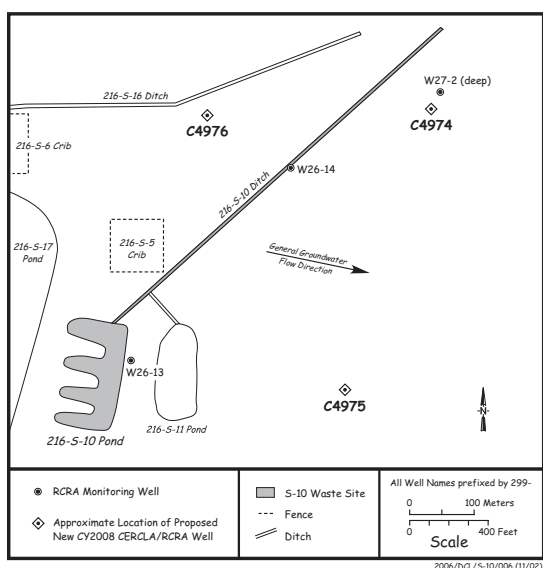 W27-2 (deep)
C4974
216-S-16 Ditch
C4976
216-S-6 Crib
W26-14
216-S-10 Ditch
216-S-17
Pond
216-S-5
Crib
General Groundwater
Flow Direction
W26-13
C4975
N
216-S-11 Pond
216-S-10 Pond
RCRA Monitoring Well
Approximate Location of Proposed
New CY2008 CERCLA/RCRA Well
S-10 Waste Site
Fence
Ditch
All Well Names prefixed by 299-
0 100 Meters
0 400 Feet
Scale
2006/DCL/S-10/006 (11/02)